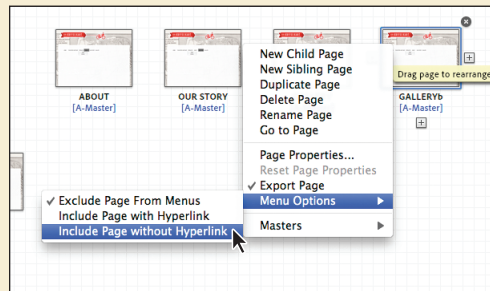 New Child Page
New Sibling Page
Duplicate Page
Delete Page
Rename Page
Go to Page
Drag page to rearrange
ABOUT
[A-Master]
OUR STORY
[A-Master]
GALLERYb
[A-Master]
Page Properties...
Reset Page Properties
✓ Export Page
Menu Options
Masters
✓ Exclude Page From Menus
Include Page with Hyperlink
Include Page without Hyperlink